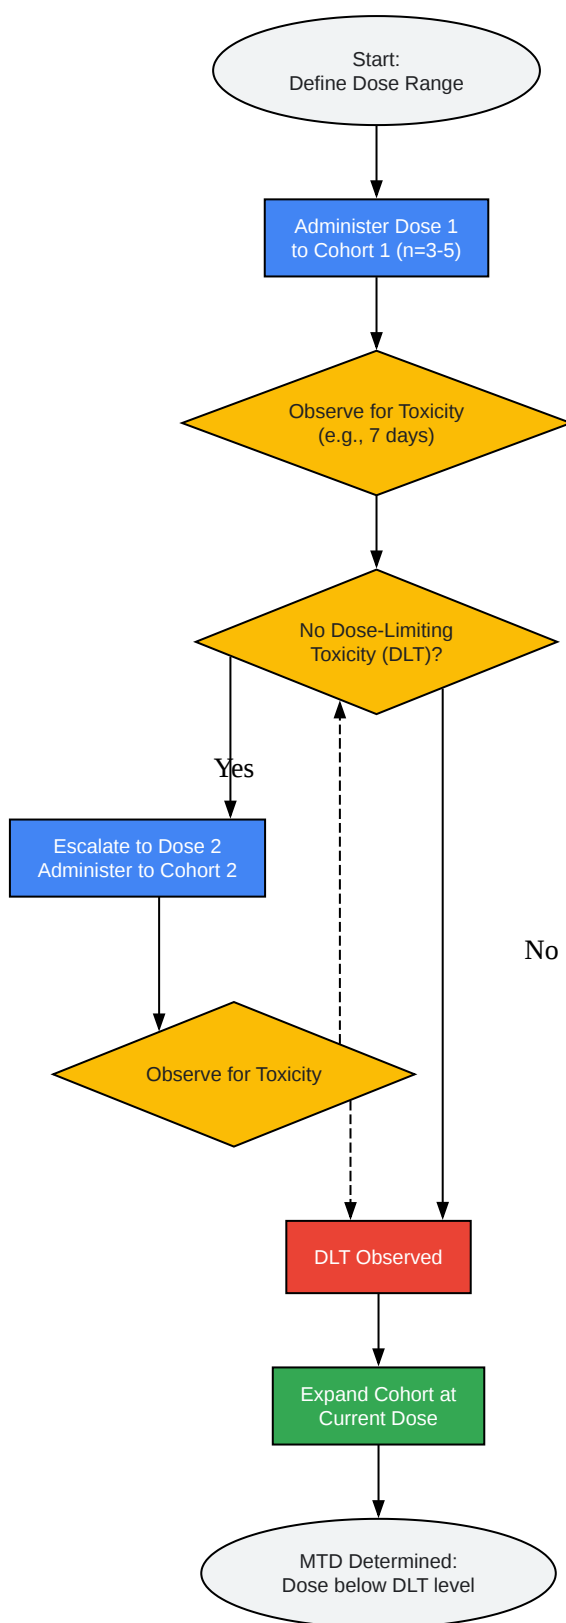 Start:
Define Dose Range
Administer Dose 1
to Cohort 1 (n=3-5)
Observe for Toxicity
(e.g., 7 days)
No Dose-Limiting
Toxicity (DLT)?
Yes
Escalate to Dose 2
Administer to Cohort 2
No
Observe for Toxicity
DLT Observed
Expand Cohort at
Current Dose
MTD Determined:
Dose below DLT level